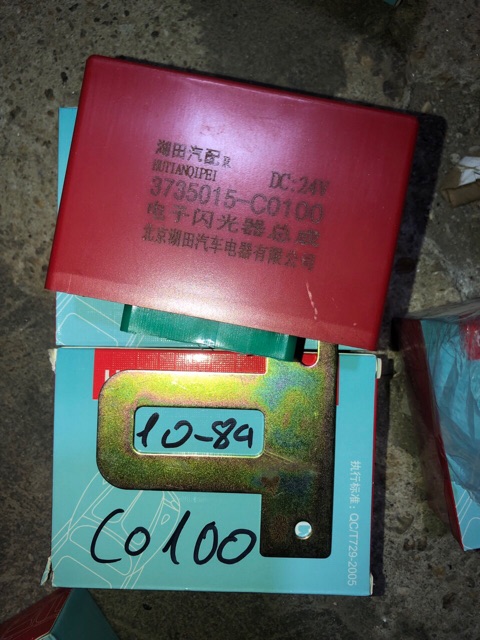 湖田汽配R
HUTIANQIPEI
DC:24V
3735015-C0100
电子闪光器总成
北京湖田汽车电器有限公司
10-89
C0100
执行标准：QC/T729-2005